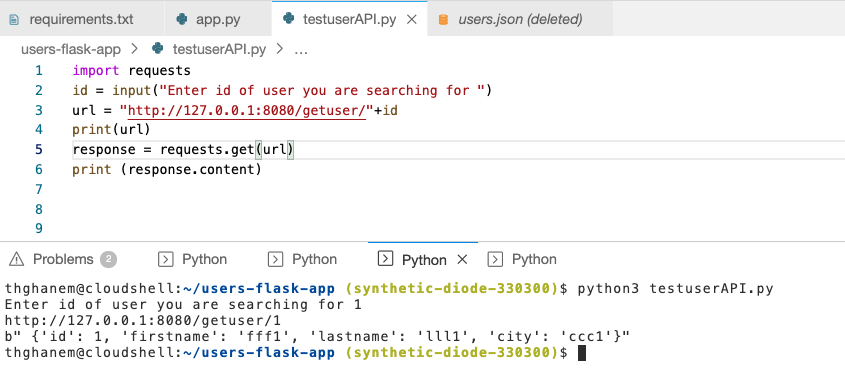 requirements.txt app.py testuserAPI.py users.json (deleted)
users-flask-app > testuserAPI.py > ...
1 import requests
2 id = input("Enter id of user you are searching for ")
3 url = "http://127.0.0.1:8080/getuser/"+id
4 print(url)
5 response = requests.get(url)
6 print (response.content)
7
8
9
Problems 2 Python Python Python Python
thghanem@cloudshell:~/users-flask-app (synthetic-diode-330300)$ python3 testuserAPI.py
Enter id of user you are searching for 1
http://127.0.0.1:8080/getuser/1
b" {'id': 1, 'firstname': 'fff1', 'lastname': 'lll1', 'city': 'ccc1'}"
thghanem@cloudshell:~/users-flask-app (synthetic-diode-330300)$